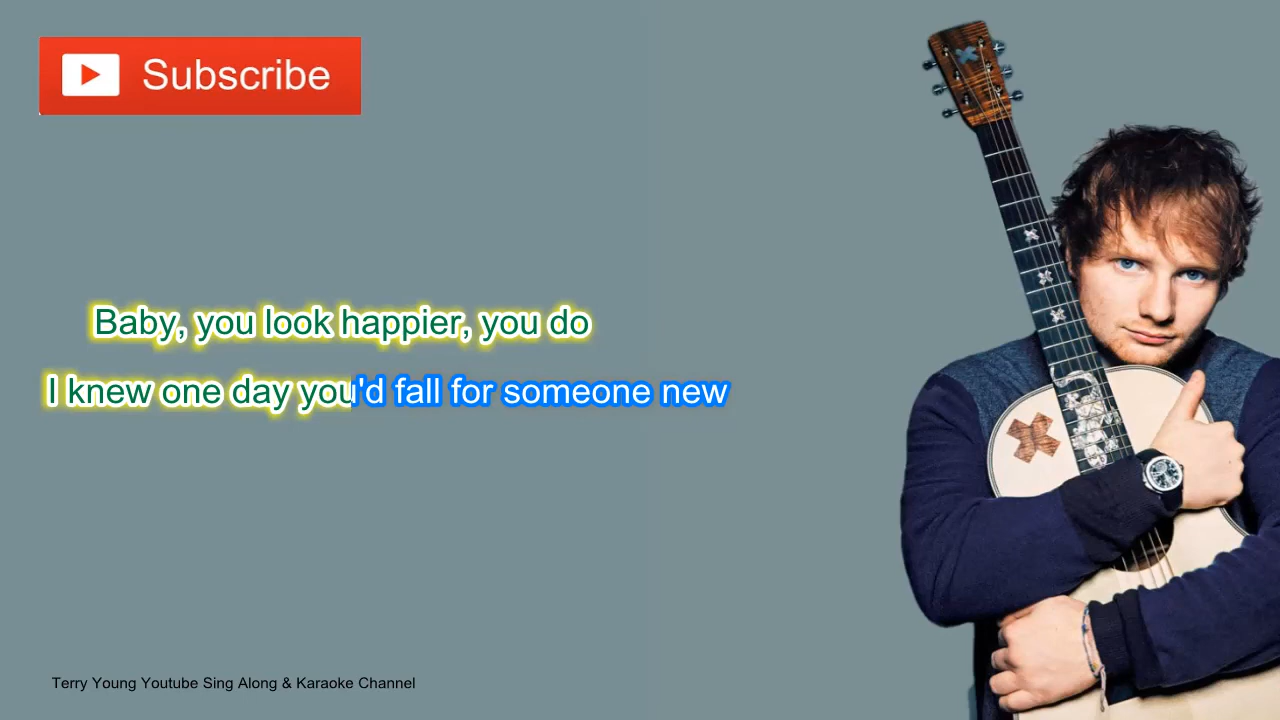 Subscribe
Baby, you look happier, you do
I knew one day you'd fall for someone new
Terry Young Youtube Sing Along & Karaoke Channel